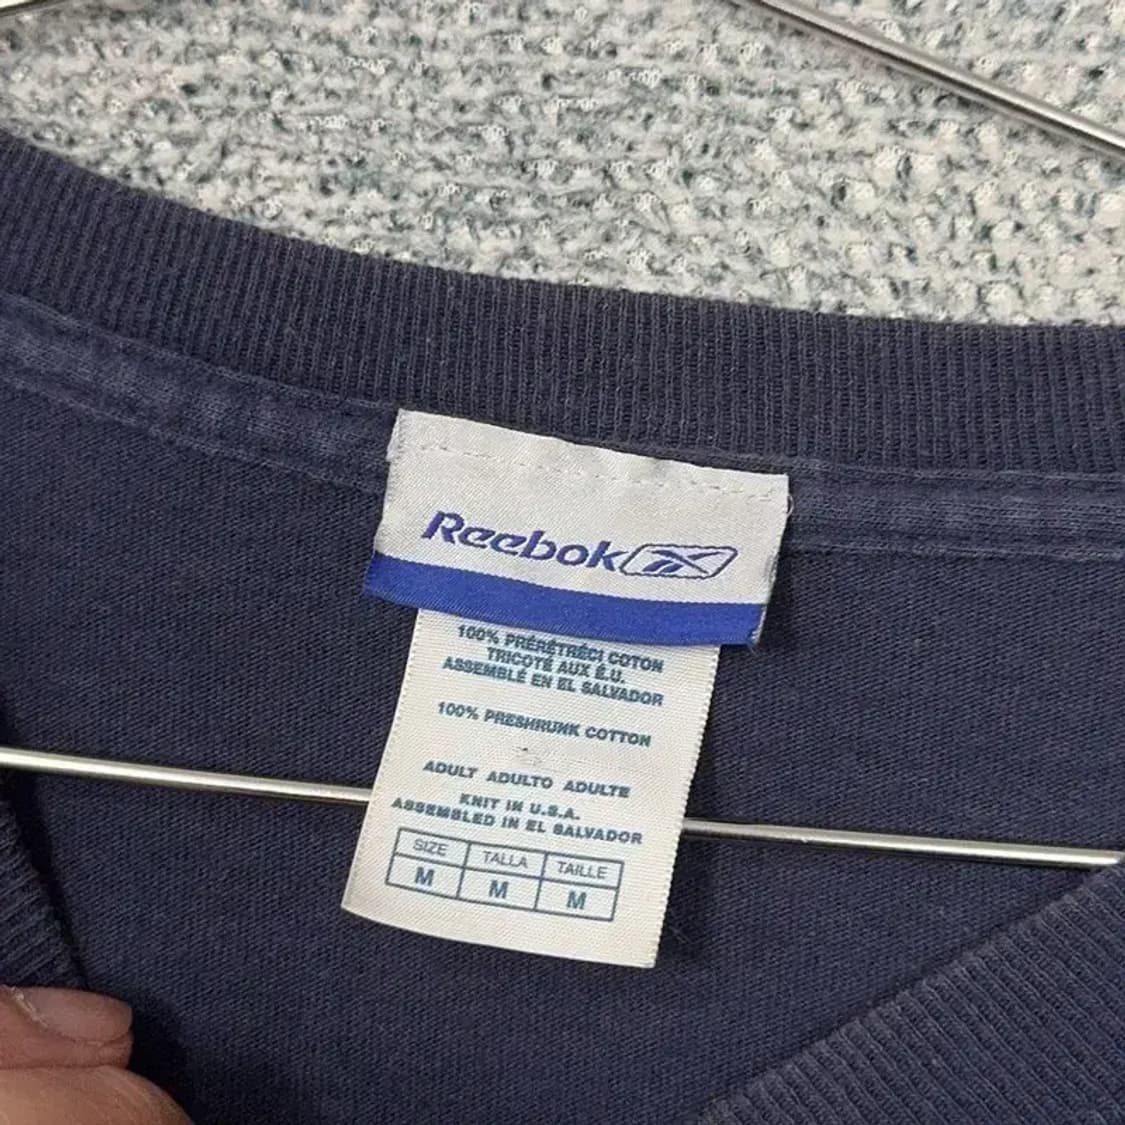 Reebok
100% PRÉRÉTRÉCI COTON
TRICOTÉ AUX É.U.
ASSEMBLÉ EN EL SALVADOR
100% PRESHRUNK COTTON
ADULT ADULTO ADULTE
KNIT IN U.S.A.
ASSEMBLED IN EL SALVADOR
SIZE TALLA TAILLE
M M M